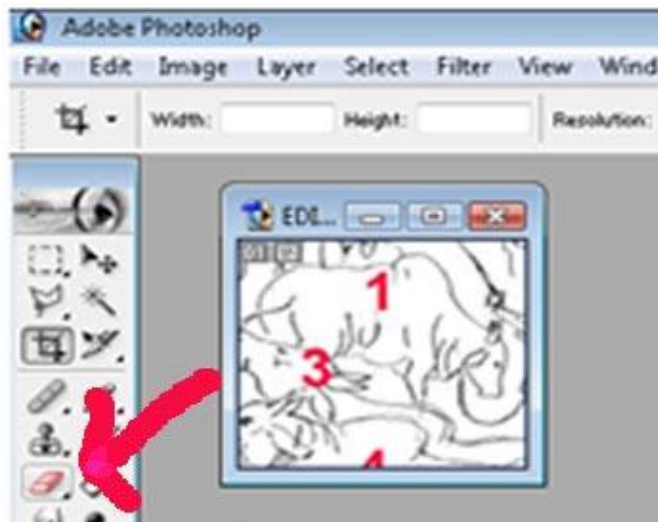 Adobe Photoshop
File Edit Image Layer Select Filter View Wind
Width: Height: Resolution:
EDI...
1
3
4